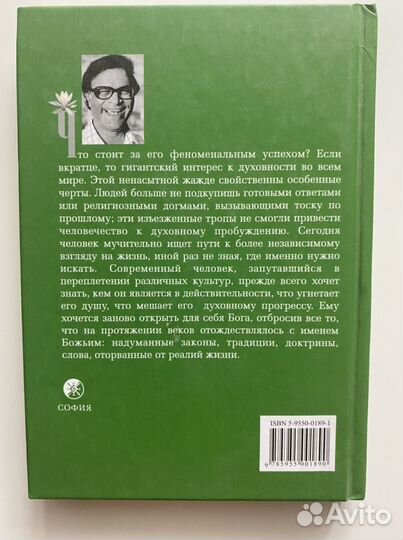 Что стоит за его феноменальным успехом? Если
вкратце, то гигантский интерес к духовности во всем
мире. Этой ненасытной жажде свойственны особенные
черты. Людей больше не подкупишь готовыми ответами
или религиозными догмами, вызывающими тоску по
прошлому; эти изъезженные тропы не смогли привести
человечество к духовному пробуждению. Сегодня
человек мучительно ищет пути к более независимому
взгляду на жизнь, иной раз не зная, где именно нужно
искать. Современный человек, запутавшийся в
переплетении различных культур, прежде всего хочет
знать, кем он является в действительности, что угнетает
его душу, что мешает его духовному прогрессу. Ему
хочется заново открыть для себя Бога, отбросив все то,
что на протяжении веков отождествлялось с именем
Божьим: надуманные законы, традиции, доктрины,
слова, оторванные от реалий жизни.
СОФИЯ
ISBN 5-9550-0189-1
9 785955 001890
Avito